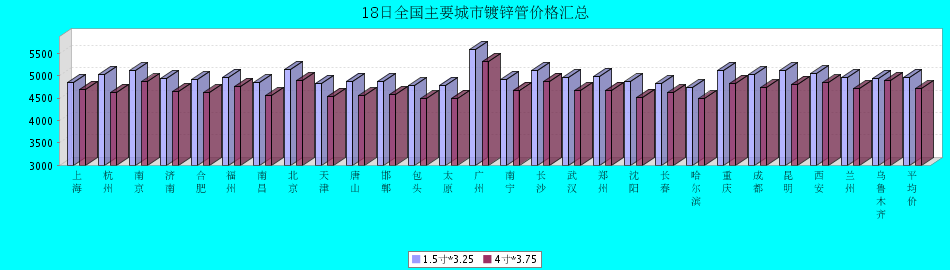 18日全国主要城市镀锌管价格汇总
5500
5000
4500
4000
3500
3000
上海 杭州 南京 济南 合肥 福州 南昌 北京 天津 唐山 邯郸 包头 太原 广州 南宁 长沙 武汉 郑州 沈阳 长春 哈尔滨 重庆 成都 昆明 西安 兰州 乌鲁木齐 平均价
1.5寸*3.25 4寸*3.75